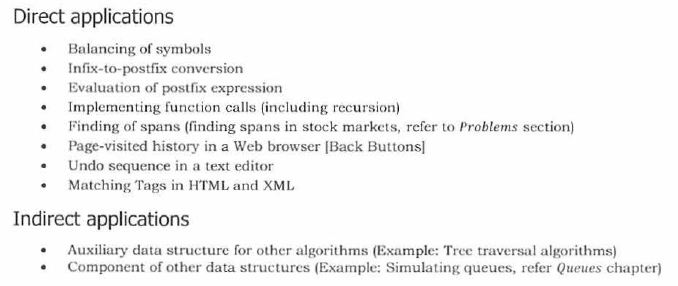 Direct applications
• Balancing of symbols
• Infix-to-postfix conversion
• Evaluation of postfix expression
• Implementing function calls (including recursion)
• Finding of spans (finding spans in stock markets, refer to Problems section)
• Page-visited history in a Web browser [Back Buttons]
• Undo sequence in a text editor
• Matching Tags in HTML and XML
Indirect applications
• Auxiliary data structure for other algorithms (Example: Tree traversal algorithms)
• Component of other data structures (Example: Simulating queues, refer Queues chapter)